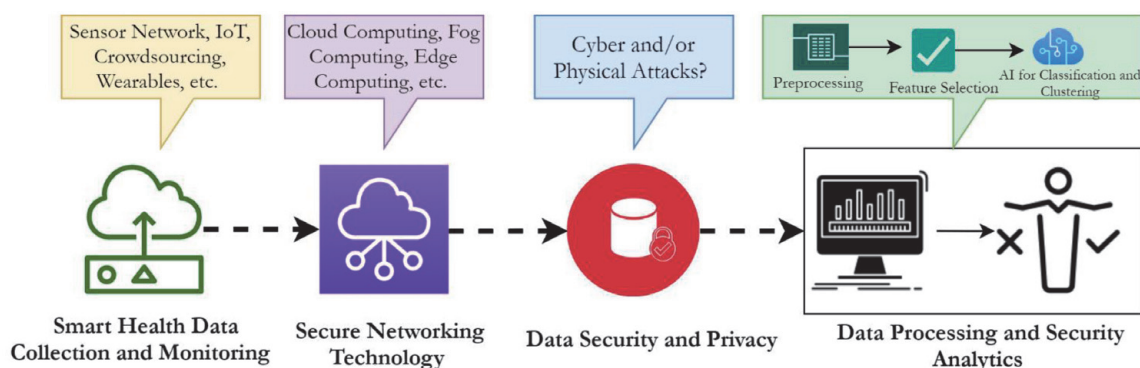 Sensor Network, IoT,
Crowdsourcing,
Wearables, etc.
Cloud Computing, Fog
Computing, Edge
Computing, etc.
Cyber and/or
Physical Attacks?
Preprocessing
Feature Selection
AI for Classification and
Clustering
Smart Health Data
Collection and Monitoring
Secure Networking
Technology
Data Security and Privacy
Data Processing and Security
Analytics